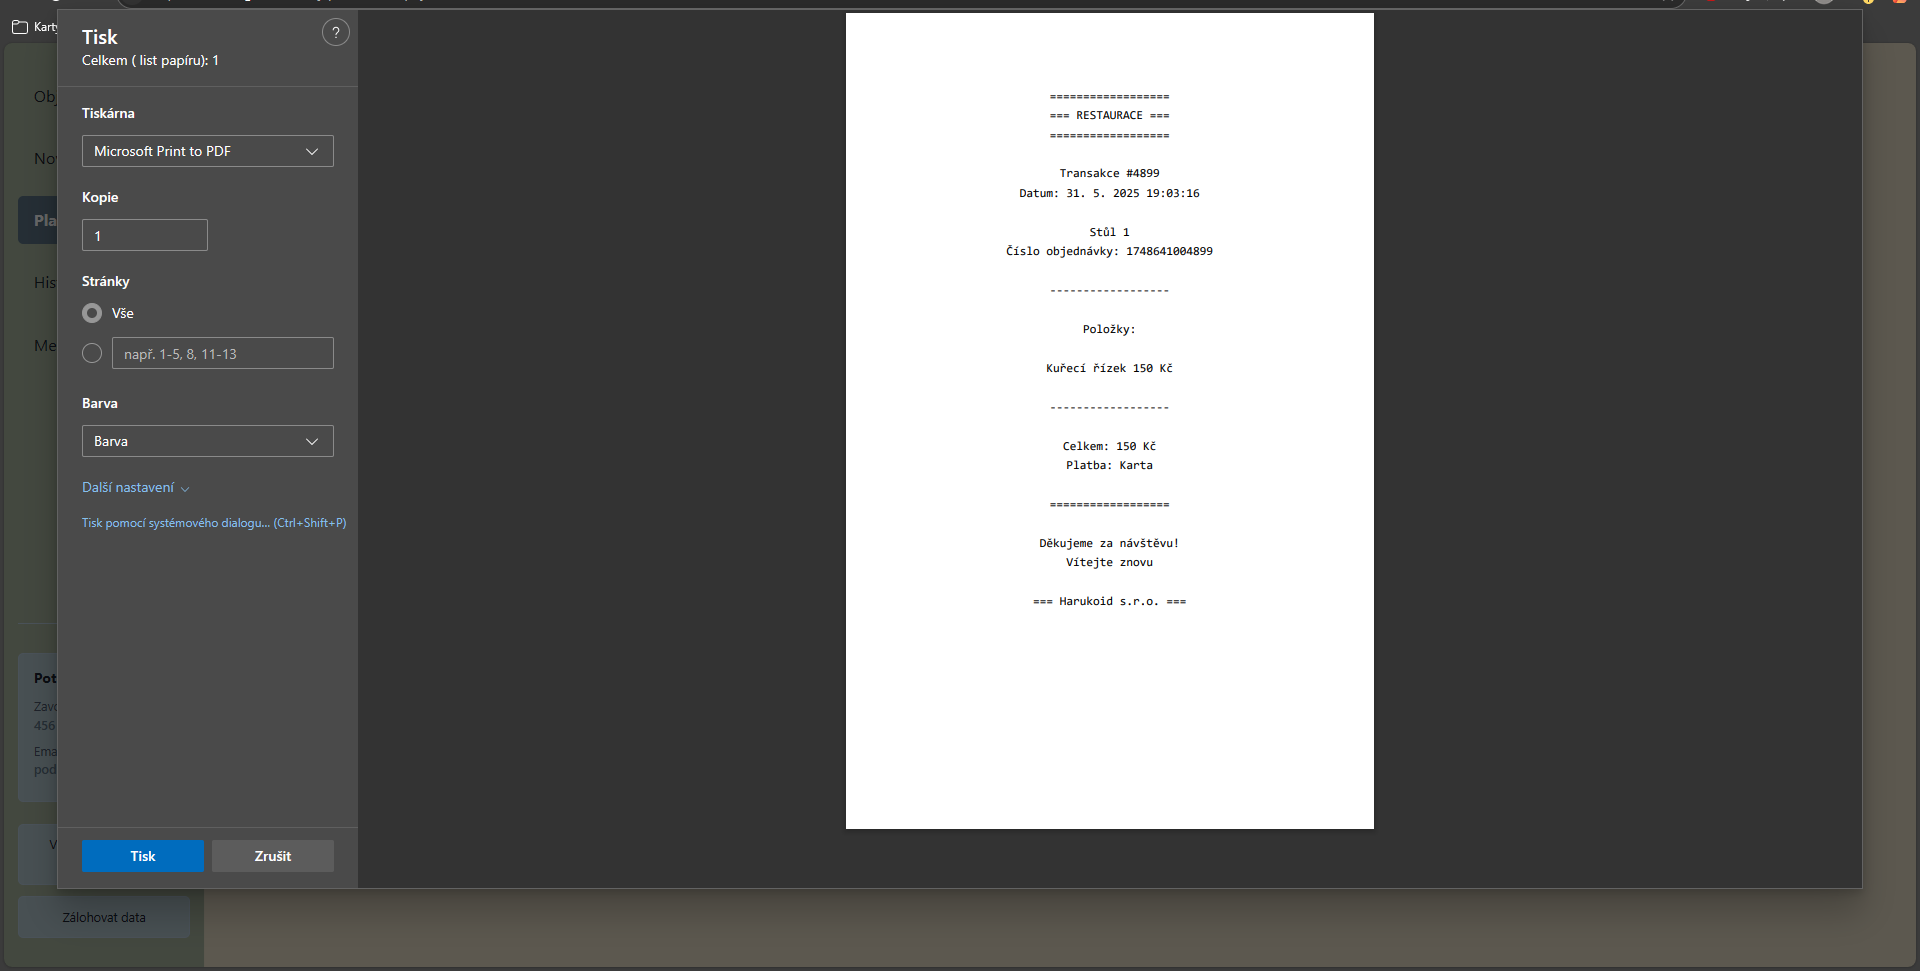 Karty
Tisk
Celkem ( list papíru): 1
?
Tiskárna
Microsoft Print to PDF
Kopie
1
Stránky
Vše
např. 1-5, 8, 11-13
Barva
Barva
Další nastavení
Tisk pomocí systémového dialogu... (Ctrl+Shift+P)
Tisk
Zrušit
Obj
Nov
Pla
His
Me
Pot
Zavo
456
Ema
pod
V
Zálohovat data
==================
=== RESTAURACE ===
==================
Transakce #4899
Datum: 31. 5. 2025 19:03:16
Stůl 1
Číslo objednávky: 1748641004899
------------------
Položky:
Kuřecí řízek 150 Kč
------------------
Celkem: 150 Kč
Platba: Karta
==================
Děkujeme za návštěvu!
Vítejte znovu
=== Harukoid s.r.o. ===